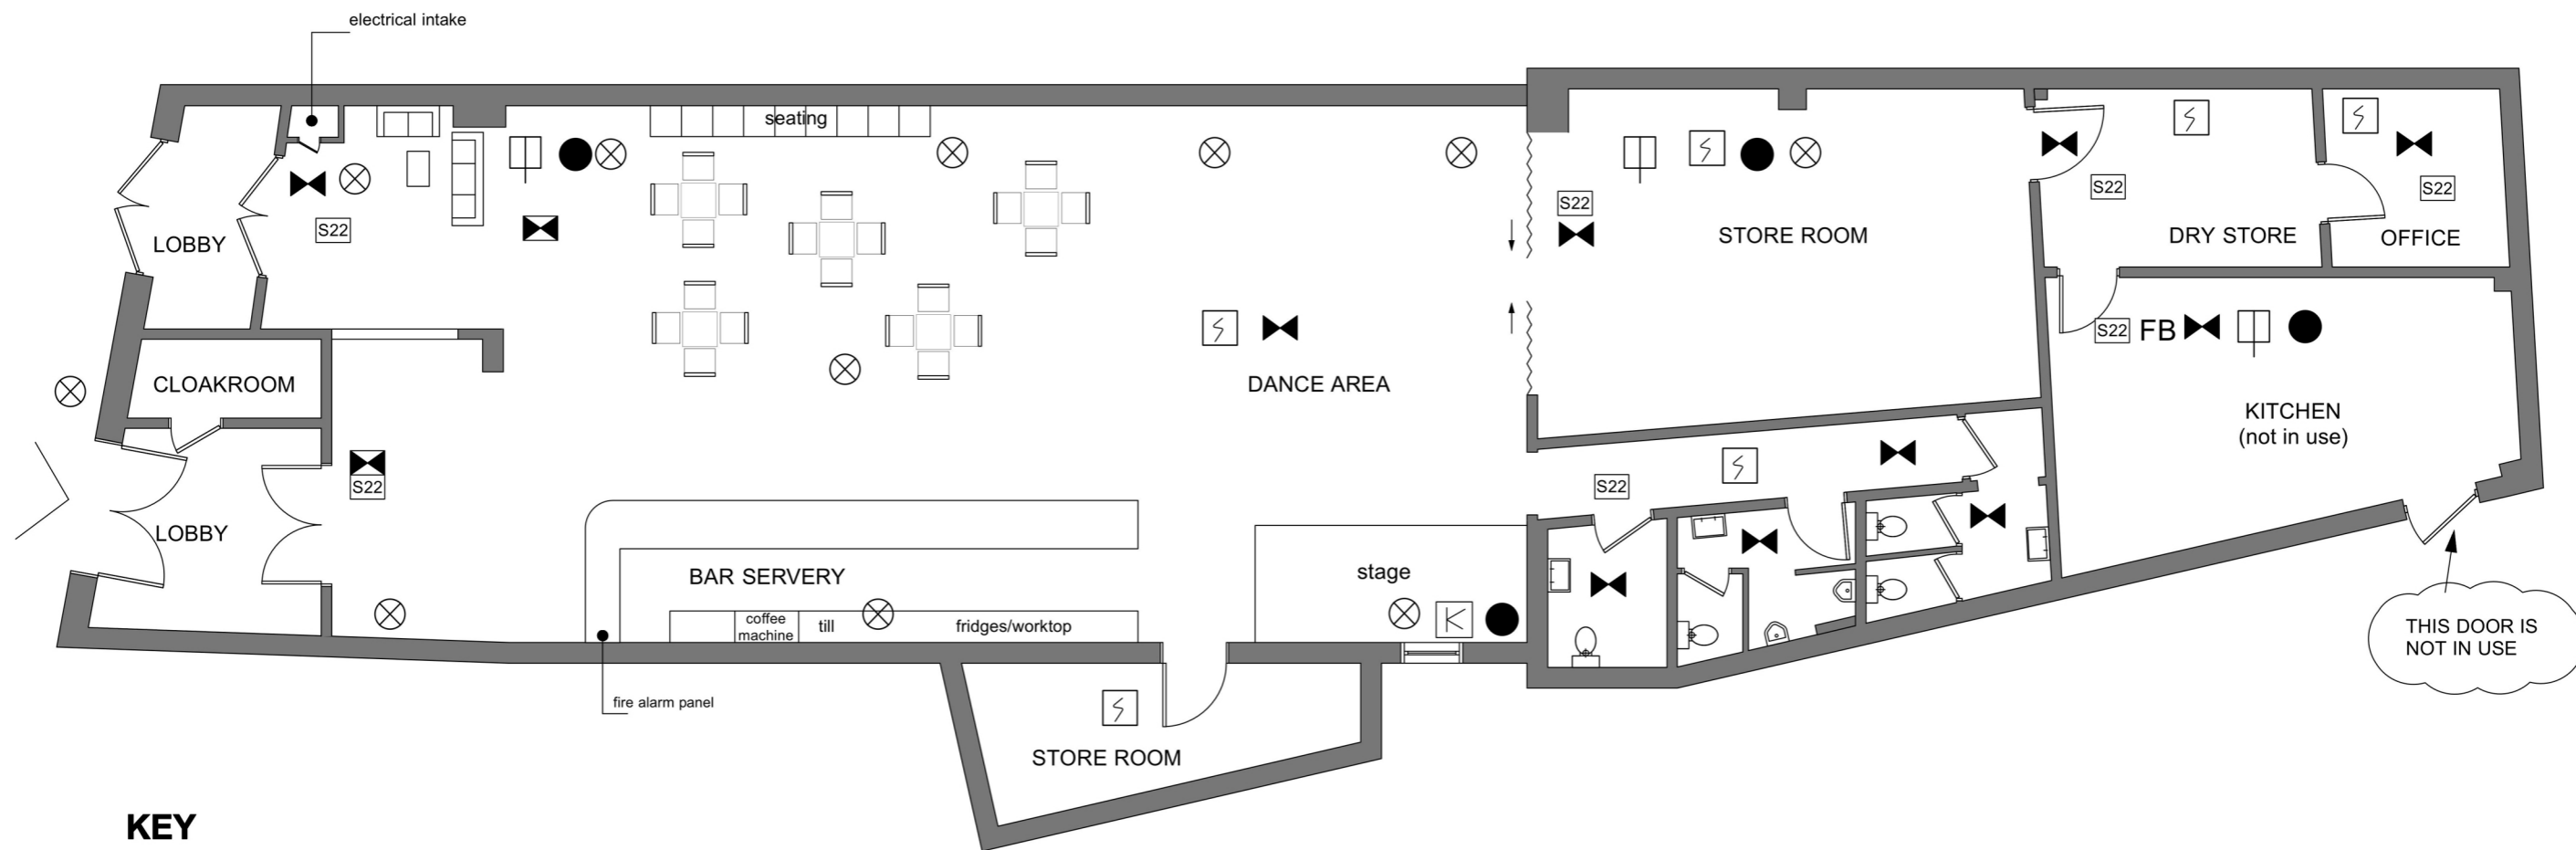 electrical intake
seating
LOBBY
S22
S22
STORE ROOM
S22
DRY STORE
S22
OFFICE
S22
FB
CLOAKROOM
DANCE AREA
KITCHEN
(not in use)
S22
S22
LOBBY
BAR SERVERY
coffee
machine
till
fridges/worktop
stage
THIS DOOR IS
NOT IN USE
fire alarm panel
STORE ROOM
KEY